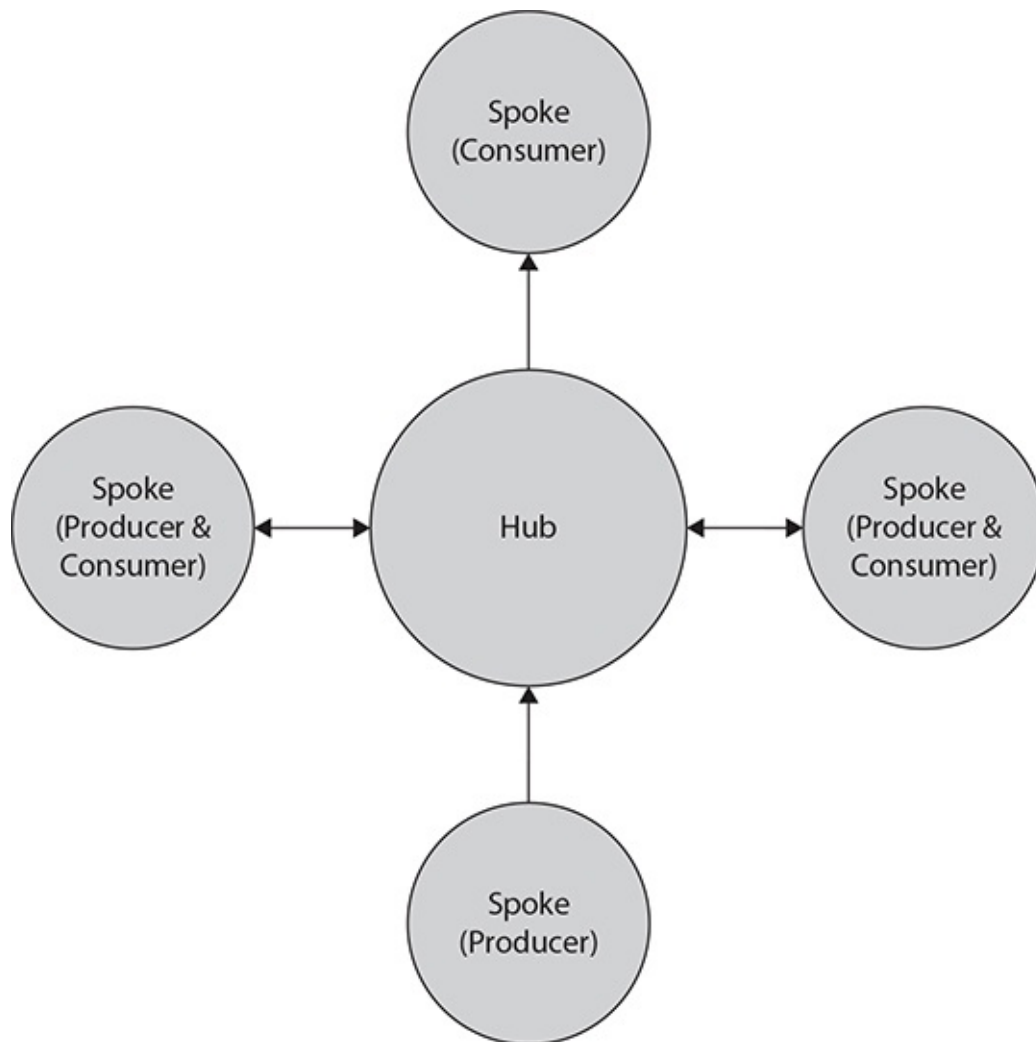 Spoke
(Consumer)
Spoke
(Producer &
Consumer)
Hub
Spoke
(Producer &
Consumer)
Spoke
(Producer)